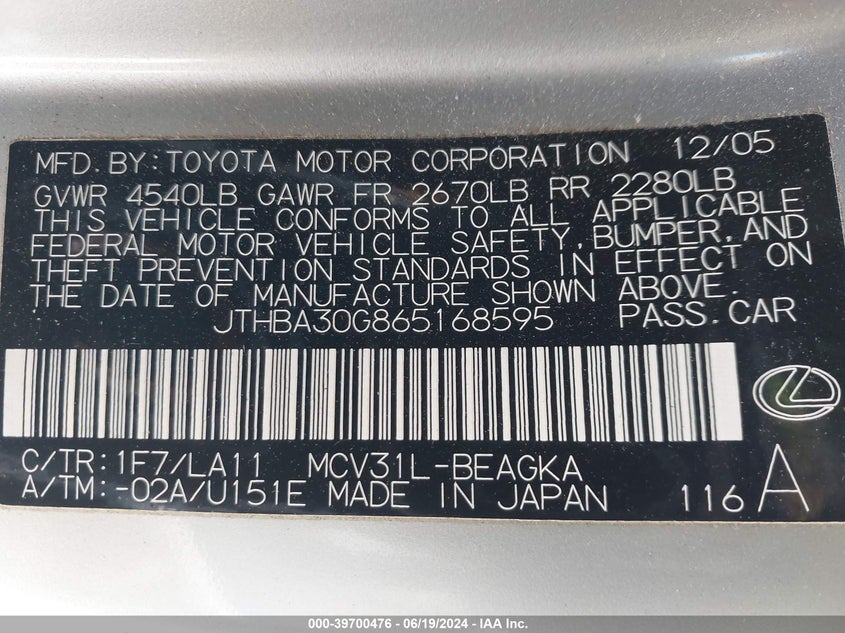 MFD. BY: TOYOTA MOTOR CORPORATION 12/05
GVWR 4540LB GAWR FR 2670LB RR 2280LB
THIS VEHICLE CONFORMS TO ALL APPLICABLE
FEDERAL MOTOR VEHICLE SAFETY, BUMPER, AND
THEFT PREVENTION STANDARDS IN EFFECT ON
THE DATE OF MANUFACTURE SHOWN ABOVE.
JTHBA30G865168595 PASS. CAR
C/TR: 1F7/LA11 MCV31L-BEAGKA
A/TM: -02A/U151E MADE IN JAPAN 116 A
000-39700476 - 06/19/2024 - IAA Inc.